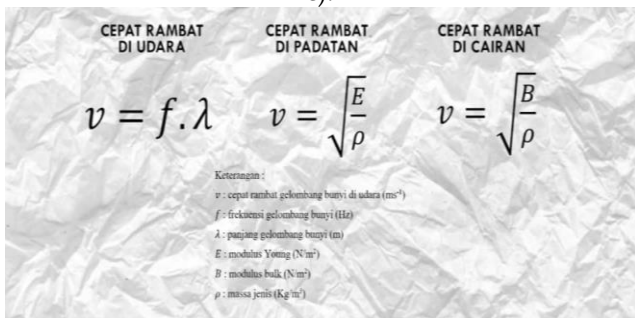 CEPAT RAMBAT
DI UDARA
CEPAT RAMBAT
DI PADATAN
CEPAT RAMBAT
DI CAIRAN
v = f.λ
v = √(E/ρ)
v = √(B/ρ)
Keterangan :
v : cepat rambat gelombang bunyi di udara (ms⁻¹)
f : frekuensi gelombang bunyi (Hz)
λ : panjang gelombang bunyi (m)
E : modulus Young (N/m²)
B : modulus bulk (N/m²)
ρ : massa jenis (Kg/m³)